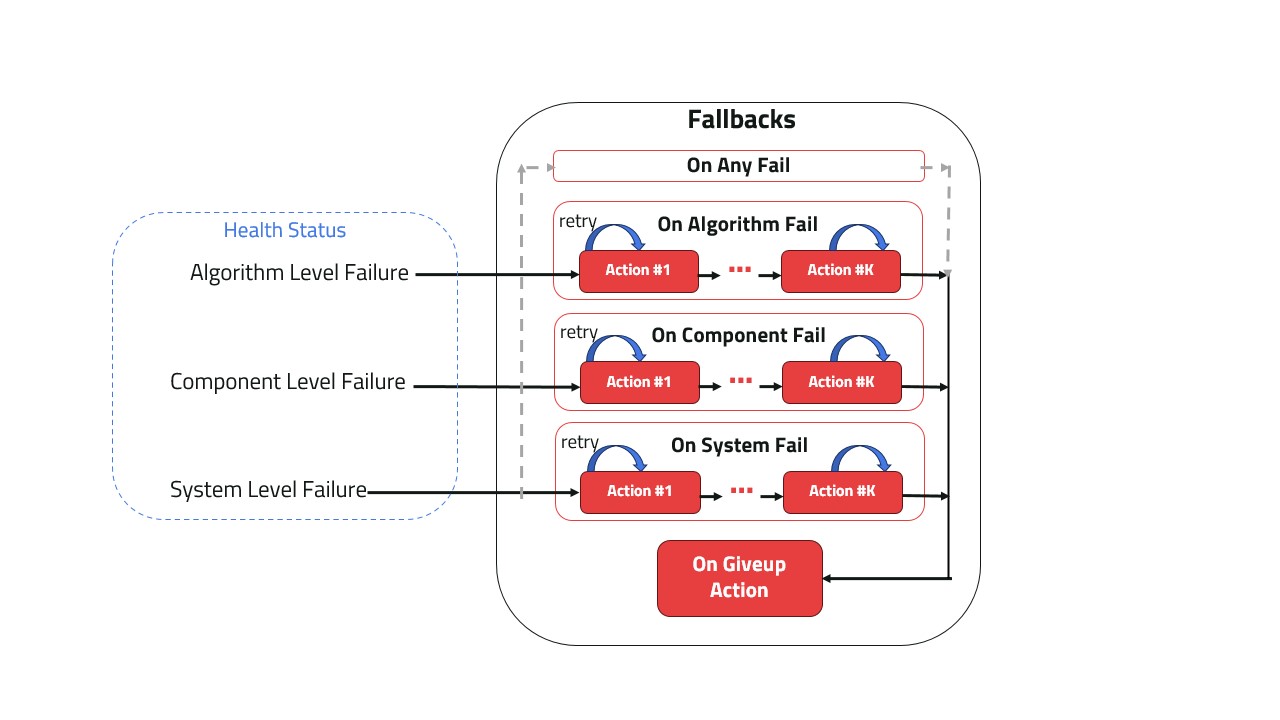 Fallbacks
On Any Fail
Health Status
Algorithm Level Failure
Component Level Failure
System Level Failure
retry
On Algorithm Fail
Action #1
...
Action #K
retry
On Component Fail
Action #1
...
Action #K
retry
On System Fail
Action #1
...
Action #K
On Giveup
Action